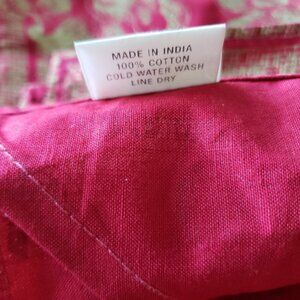 MADE IN INDIA
100% COTTON
COLD WATER WASH
LINE DRY